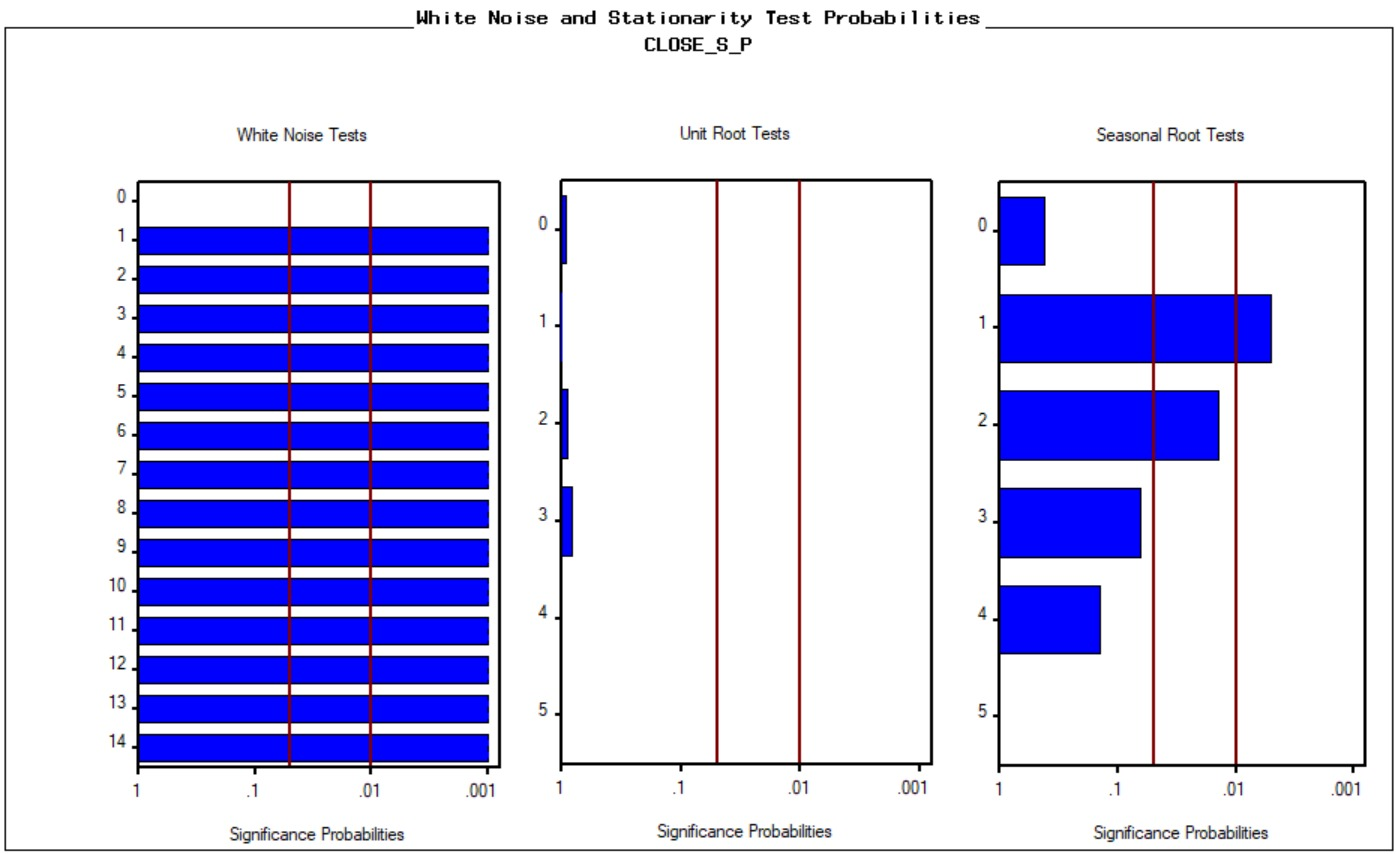 White Noise and Stationarity Test Probabilities
CLOSE_S_P
White Noise Tests
0
1
2
3
4
5
6
7
8
9
10
11
12
13
14
1 .1 .01 .001
Significance Probabilities
Unit Root Tests
0
1
2
3
4
5
1 .1 .01 .001
Significance Probabilities
Seasonal Root Tests
0
1
2
3
4
5
1 .1 .01 .001
Significance Probabilities